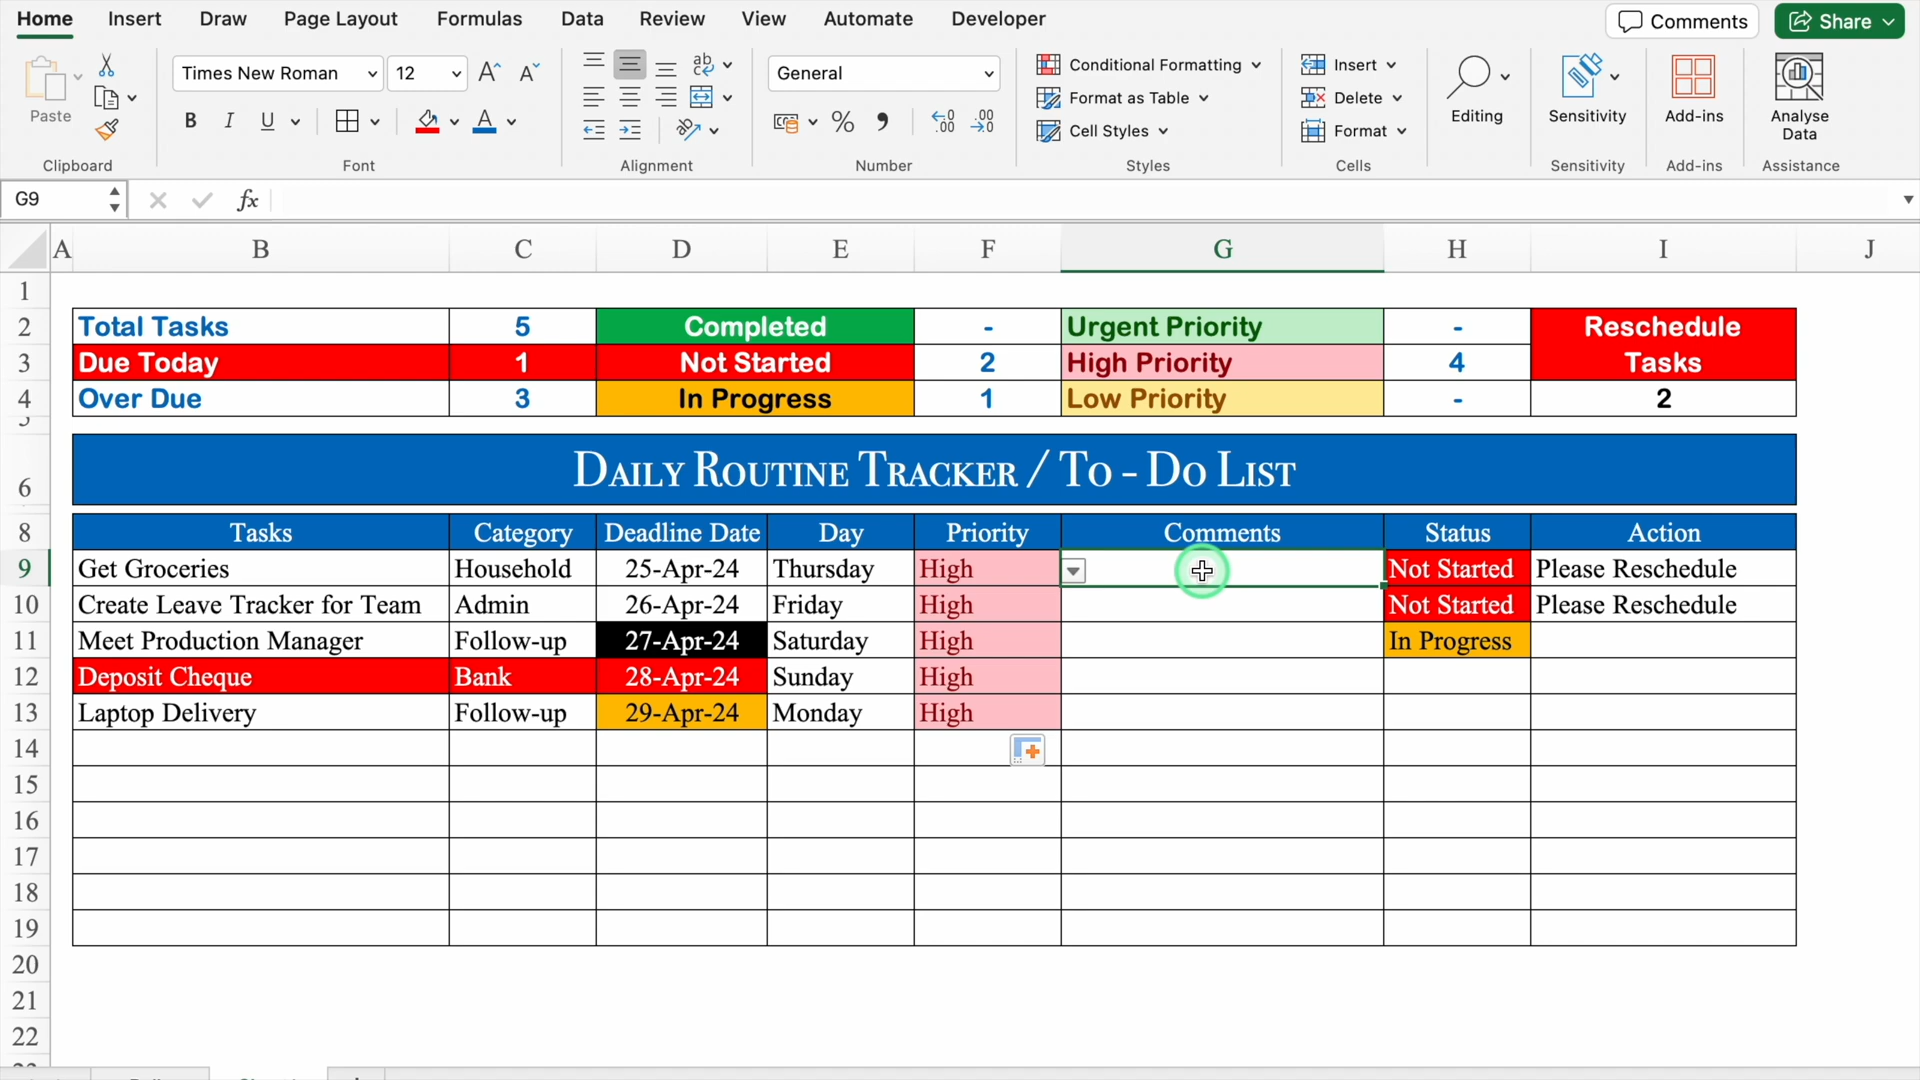 Home Insert Draw Page Layout Formulas Data Review View Automate Developer Comments Share
Paste Times New Roman 12 General Conditional Formatting Format as Table Cell Styles Insert Delete Format Editing Sensitivity Add-ins Analyse Data
Clipboard Font Alignment Number Styles Cells Sensitivity Add-ins Assistance
G9 fx
A B C D E F G H I J
1
2 Total Tasks 5 Completed - Urgent Priority - Reschedule
3 Due Today 1 Not Started 2 High Priority 4 Tasks
4 Over Due 3 In Progress 1 Low Priority - 2
5
6 Daily Routine Tracker / To - Do List
8 Tasks Category Deadline Date Day Priority Comments Status Action
9 Get Groceries Household 25-Apr-24 Thursday High Not Started Please Reschedule
10 Create Leave Tracker for Team Admin 26-Apr-24 Friday High Not Started Please Reschedule
11 Meet Production Manager Follow-up 27-Apr-24 Saturday High In Progress
12 Deposit Cheque Bank 28-Apr-24 Sunday High
13 Laptop Delivery Follow-up 29-Apr-24 Monday High
14
15
16
17
18
19
20
21
22